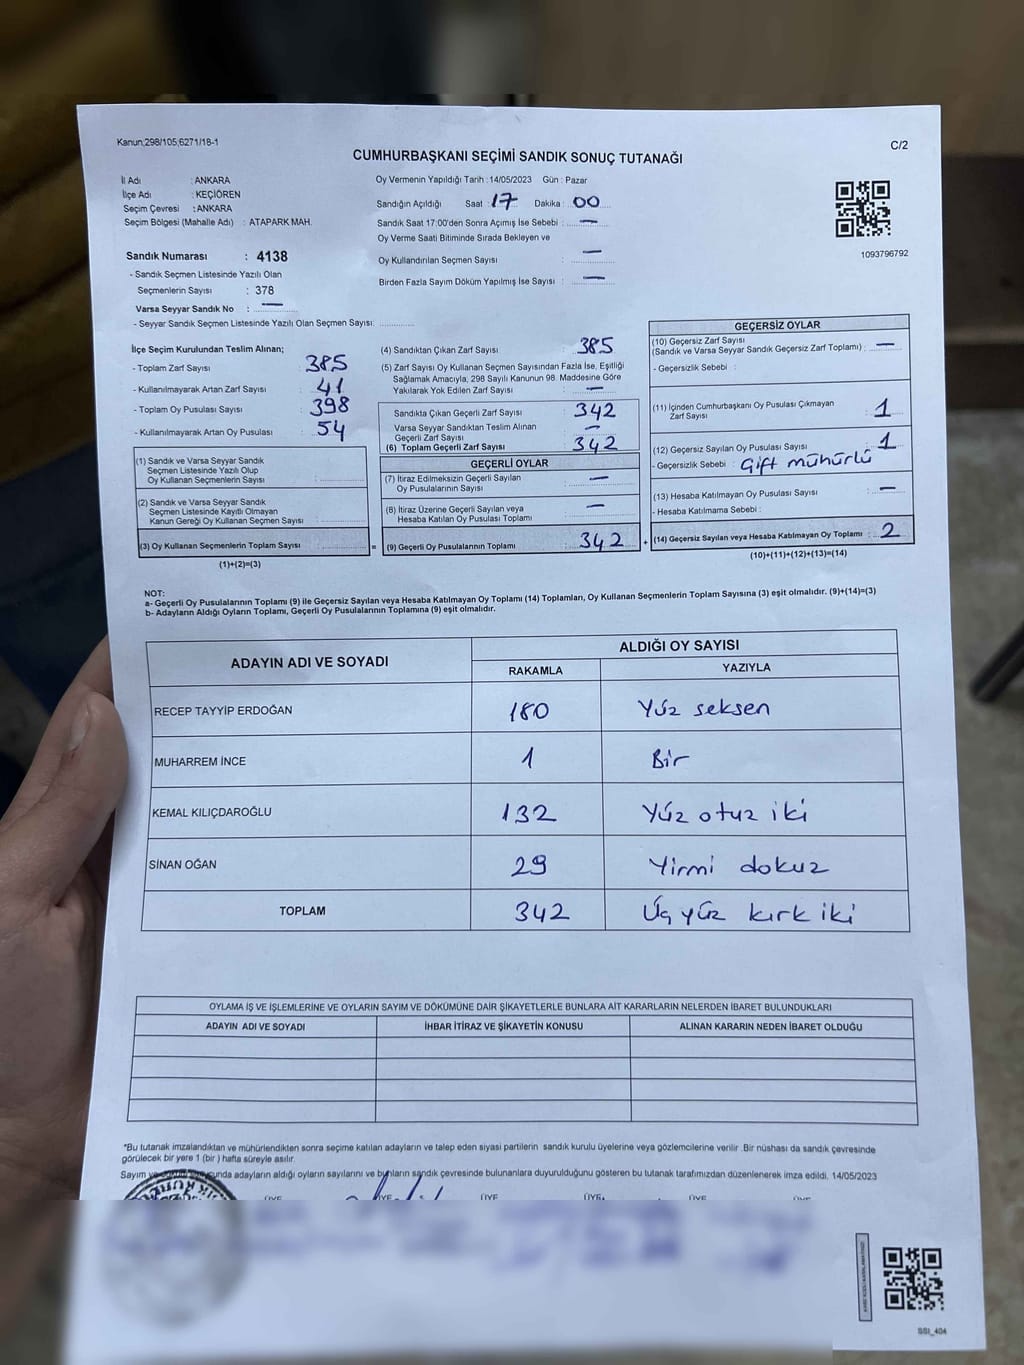 Kanun;298/105;6271/18-1
C/2
CUMHURBAŞKANI SEÇİMİ SANDIK SONUÇ TUTANAĞI
İl Adı : ANKARA
İlçe Adı : KEÇİÖREN
Seçim Çevresi : ANKARA
Seçim Bölgesi (Mahalle Adı) : ATAPARK MAH.
Oy Vermenin Yapıldığı Tarih : 14/05/2023 Gün : Pazar
Sandığın Açıldığı Saat : 17 Dakika : 00
Sandık Saat 17:00'den Sonra Açımış İse Sebebi : —
Oy Verme Saati Bitiminde Sırada Bekleyen ve
Oy Kullandırılan Seçmen Sayısı : —
Birden Fazla Sayım Döküm Yapılmış İse Sayısı : —
1093796792
Sandık Numarası : 4138
- Sandık Seçmen Listesinde Yazılı Olan
Seçmenlerin Sayısı : 378
Varsa Seyyar Sandık No : —
- Seyyar Sandık Seçmen Listesinde Yazılı Olan Seçmen Sayısı:
İlçe Seçim Kurulundan Teslim Alınan;
- Toplam Zarf Sayısı : 385
- Kullanılmayarak Artan Zarf Sayısı : 41
- Toplam Oy Pusulası Sayısı : 398
- Kullanılmayarak Artan Oy Pusulası : 54
(1) Sandık ve Varsa Seyyar Sandık
Seçmen Listesinde Yazılı Olup
Oy Kullanan Seçmenlerin Sayısı :
(2) Sandık ve Varsa Seyyar Sandık
Seçmen Listesinde Kayıtlı Olmayan
Kanun Gereği Oy Kullanan Seçmen Sayısı :
(3) Oy Kullanan Seçmenlerin Toplam Sayısı :
(1)+(2)=(3)
(4) Sandıktan Çıkan Zarf Sayısı : 385
(5) Zarf Sayısı Oy Kullanan Seçmen Sayısından Fazla İse, Eşitliği
Sağlamak Amacıyla, 298 Sayılı Kanunun 98. Maddesine Göre
Yakılarak Yok Edilen Zarf Sayısı : —
Sandıkta Çıkan Geçerli Zarf Sayısı : 342
Varsa Seyyar Sandıktan Teslim Alınan
Geçerli Zarf Sayısı : —
(6) Toplam Geçerli Zarf Sayısı : 342
GEÇERLİ OYLAR
(7) İtiraz Edilmeksizin Geçerli Sayılan
Oy Pusulalarının Sayısı : —
(8) İtiraz Üzerine Geçerli Sayılan veya
Hesaba Katılan Oy Pusulası Toplamı : —
= (9) Geçerli Oy Pusulalarının Toplamı : 342
GEÇERSİZ OYLAR
(10) Geçersiz Zarf Sayısı
(Sandık ve Varsa Seyyar Sandık Geçersiz Zarf Toplamı) : —
- Geçersizlik Sebebi :
(11) İçinden Cumhurbaşkanı Oy Pusulası Çıkmayan
Zarf Sayısı : 1
(12) Geçersiz Sayılan Oy Pusulası Sayısı : 1
- Geçersizlik Sebebi : Çift mühürlü
(13) Hesaba Katılmayan Oy Pusulası Sayısı : —
- Hesaba Katılmama Sebebi :
+ (14) Geçersiz Sayılan veya Hesaba Katılmayan Oy Toplamı : 2
(10)+(11)+(12)+(13)=(14)
NOT:
a- Geçerli Oy Pusulalarının Toplamı (9) ile Geçersiz Sayılan veya Hesaba Katılmayan Oy Toplamı (14) Toplamları, Oy Kullanan Seçmenlerin Toplam Sayısına (3) eşit olmalıdır. (9)+(14)=(3)
b- Adayların Aldığı Oyların Toplamı, Geçerli Oy Pusulalarının Toplamına (9) eşit olmalıdır.
ADAYIN ADI VE SOYADI
ALDIĞI OY SAYISI
RAKAMLA YAZIYLA
RECEP TAYYİP ERDOĞAN 180 Yüz seksen
MUHARREM İNCE 1 Bir
KEMAL KILIÇDAROĞLU 132 Yüz otuz iki
SİNAN OĞAN 29 Yirmi dokuz
TOPLAM 342 Üç yüz kırk iki
OYLAMA İŞ VE İŞLEMLERİNE VE OYLARIN SAYIM VE DÖKÜMÜNE DAİR ŞİKAYETLERLE BUNLARA AİT KARARLARIN NELERDEN İBARET BULUNDUKLARI
ADAYIN ADI VE SOYADI İHBAR İTİRAZ VE ŞİKAYETİN KONUSU ALINAN KARARIN NEDEN İBARET OLDUĞU
*Bu tutanak imzalandıktan ve mühürlendikten sonra seçime katılan adayların ve talep eden siyasi partilerin sandık kurulu üyelerine veya gözlemcilerine verilir. Bir nüshası da sandık çevresinde
görülecek bir yere 1 (bir) hafta süreyle asılır.
Sayım adayların aldığı oyların sayılarını ve bunların sandık çevresinde bulunanlara duyurulduğunu gösteren bu tutanak tarafımızdan düzenlenerek imza edildi. 14/05/2023
ÜYE ÜYE ÜYE ÜYE ÜYE
SSİ_404